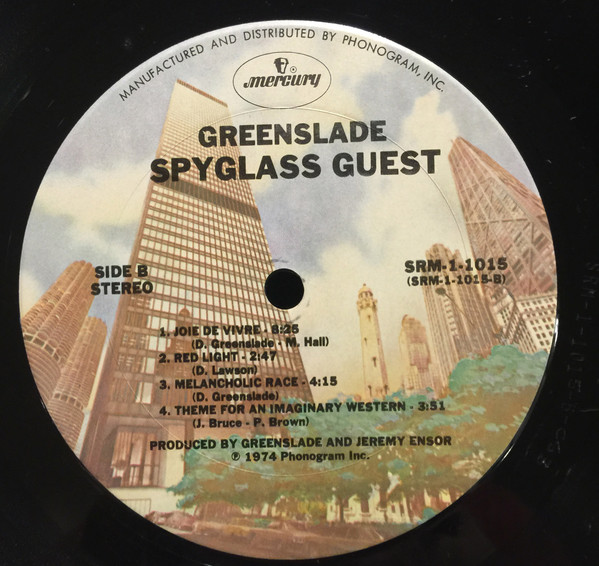 MANUFACTURED AND DISTRIBUTED BY PHONOGRAM, INC.
mercury
GREENSLADE
SPYGLASS GUEST
SIDE B
STEREO
SRM-1-1015
(SRM-1-1015-B)
1. JOIE DE VIVRE - 8:25
(D. Greenslade - M. Hall)
2. RED LIGHT - 2:47
(D. Lawson)
3. MELANCHOLIC RACE - 4:15
(D. Greenslade)
4. THEME FOR AN IMAGINARY WESTERN - 3:51
(J. Bruce - P. Brown)
PRODUCED BY GREENSLADE AND JEREMY ENSOR
℗ 1974 Phonogram Inc.